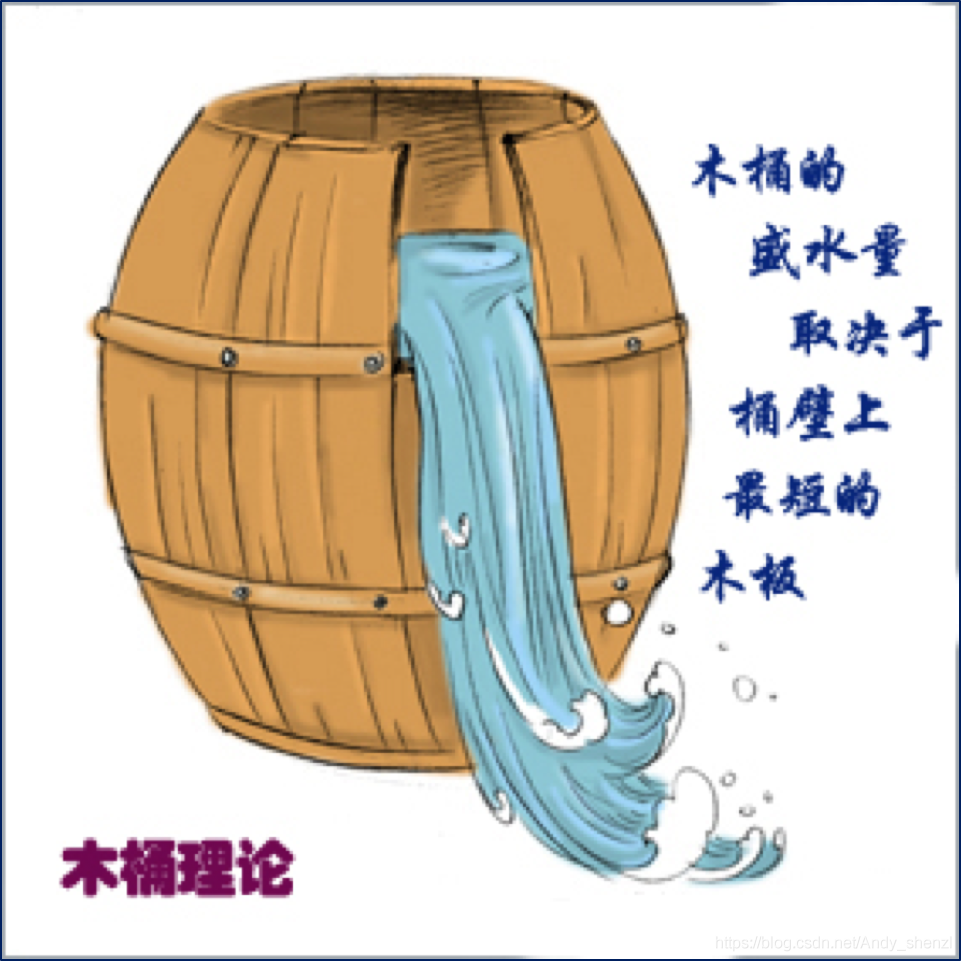 木桶的
盛水量
取决于
桶壁上
最短的
木板
木桶理论
https://blog.csdn.net/Andy_shenzl